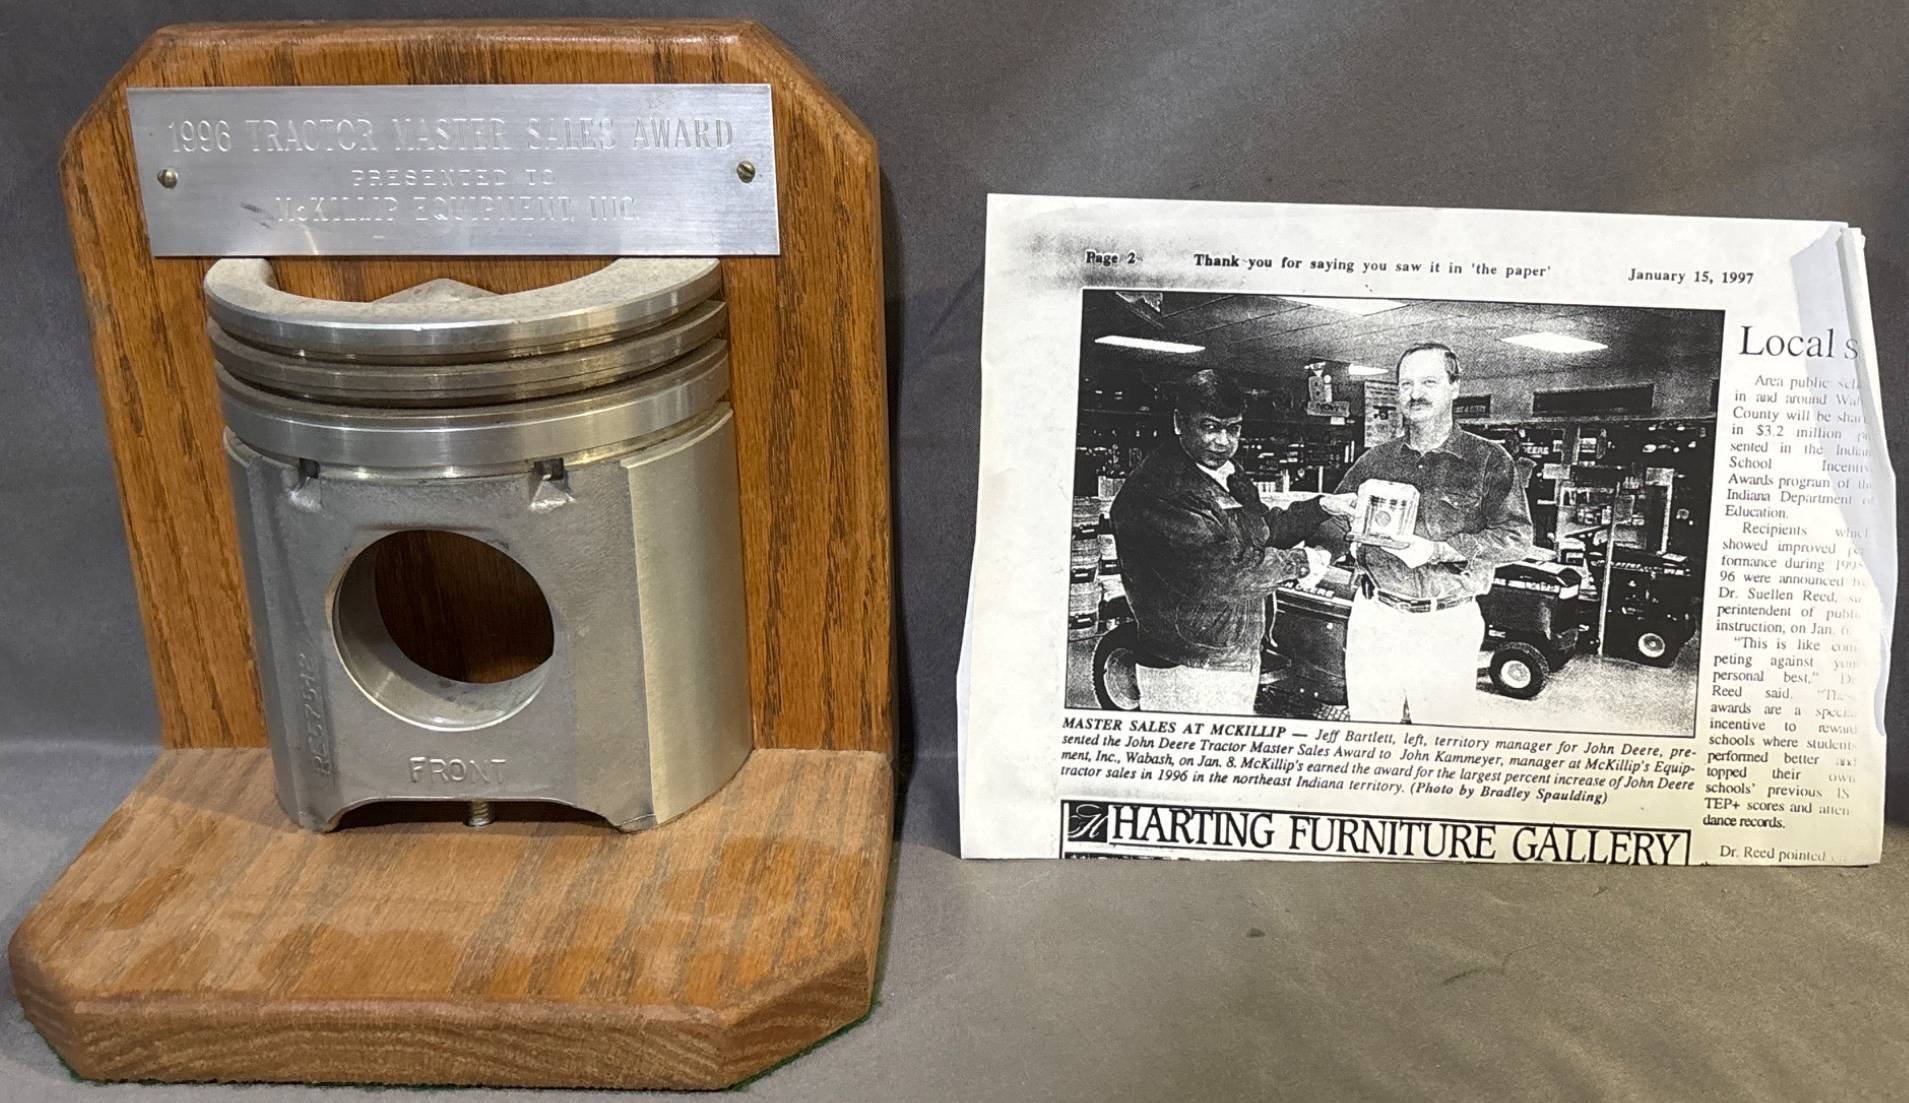 1996 TRACTOR MASTER SALES AWARD
PRESENTED TO
McKILLIP EQUIPMENT, INC.
FRONT
Page 2
Thank you for saying you saw it in 'the paper'
January 15, 1997
MASTER SALES AT MCKILLIP — Jeff Bartlett, left, territory manager for John Deere, pre-
sented the John Deere Tractor Master Sales Award to John Kammeyer, manager at McKillip's Equip-
ment, Inc., Wabash, on Jan. 8. McKillip's earned the award for the largest percent increase of John Deere
tractor sales in 1996 in the northeast Indiana territory. (Photo by Bradley Spaulding)
HARTING FURNITURE GALLERY
Local s
Area public
in and around
County will be
in $3.2 million
sented in the
School
Awards program of
Indiana Department
Education.
Recipients
showed improved
formance during
96 were announced
Dr. Suellen Reed,
perintendent of
instruction, on Jan. 6.
"This is like com-
peting against
personal best,"
Reed said.
awards are a
incentive to reward
schools where
performed better
topped their own
schools' previous
TEP+ scores and
dance records.
Dr. Reed pointed